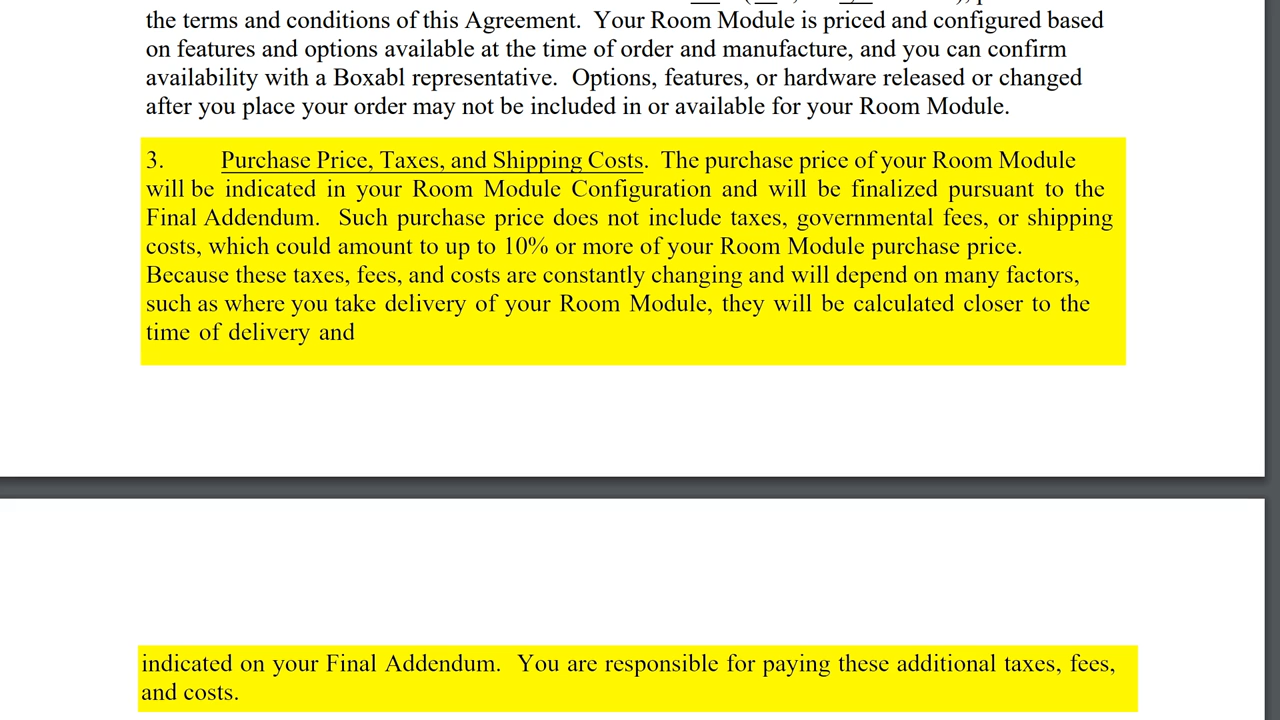 the terms and conditions of this Agreement. Your Room Module is priced and configured based
on features and options available at the time of order and manufacture, and you can confirm
availability with a Boxabl representative. Options, features, or hardware released or changed
after you place your order may not be included in or available for your Room Module.
3. Purchase Price, Taxes, and Shipping Costs. The purchase price of your Room Module
will be indicated in your Room Module Configuration and will be finalized pursuant to the
Final Addendum. Such purchase price does not include taxes, governmental fees, or shipping
costs, which could amount to up to 10% or more of your Room Module purchase price.
Because these taxes, fees, and costs are constantly changing and will depend on many factors,
such as where you take delivery of your Room Module, they will be calculated closer to the
time of delivery and
indicated on your Final Addendum. You are responsible for paying these additional taxes, fees,
and costs.